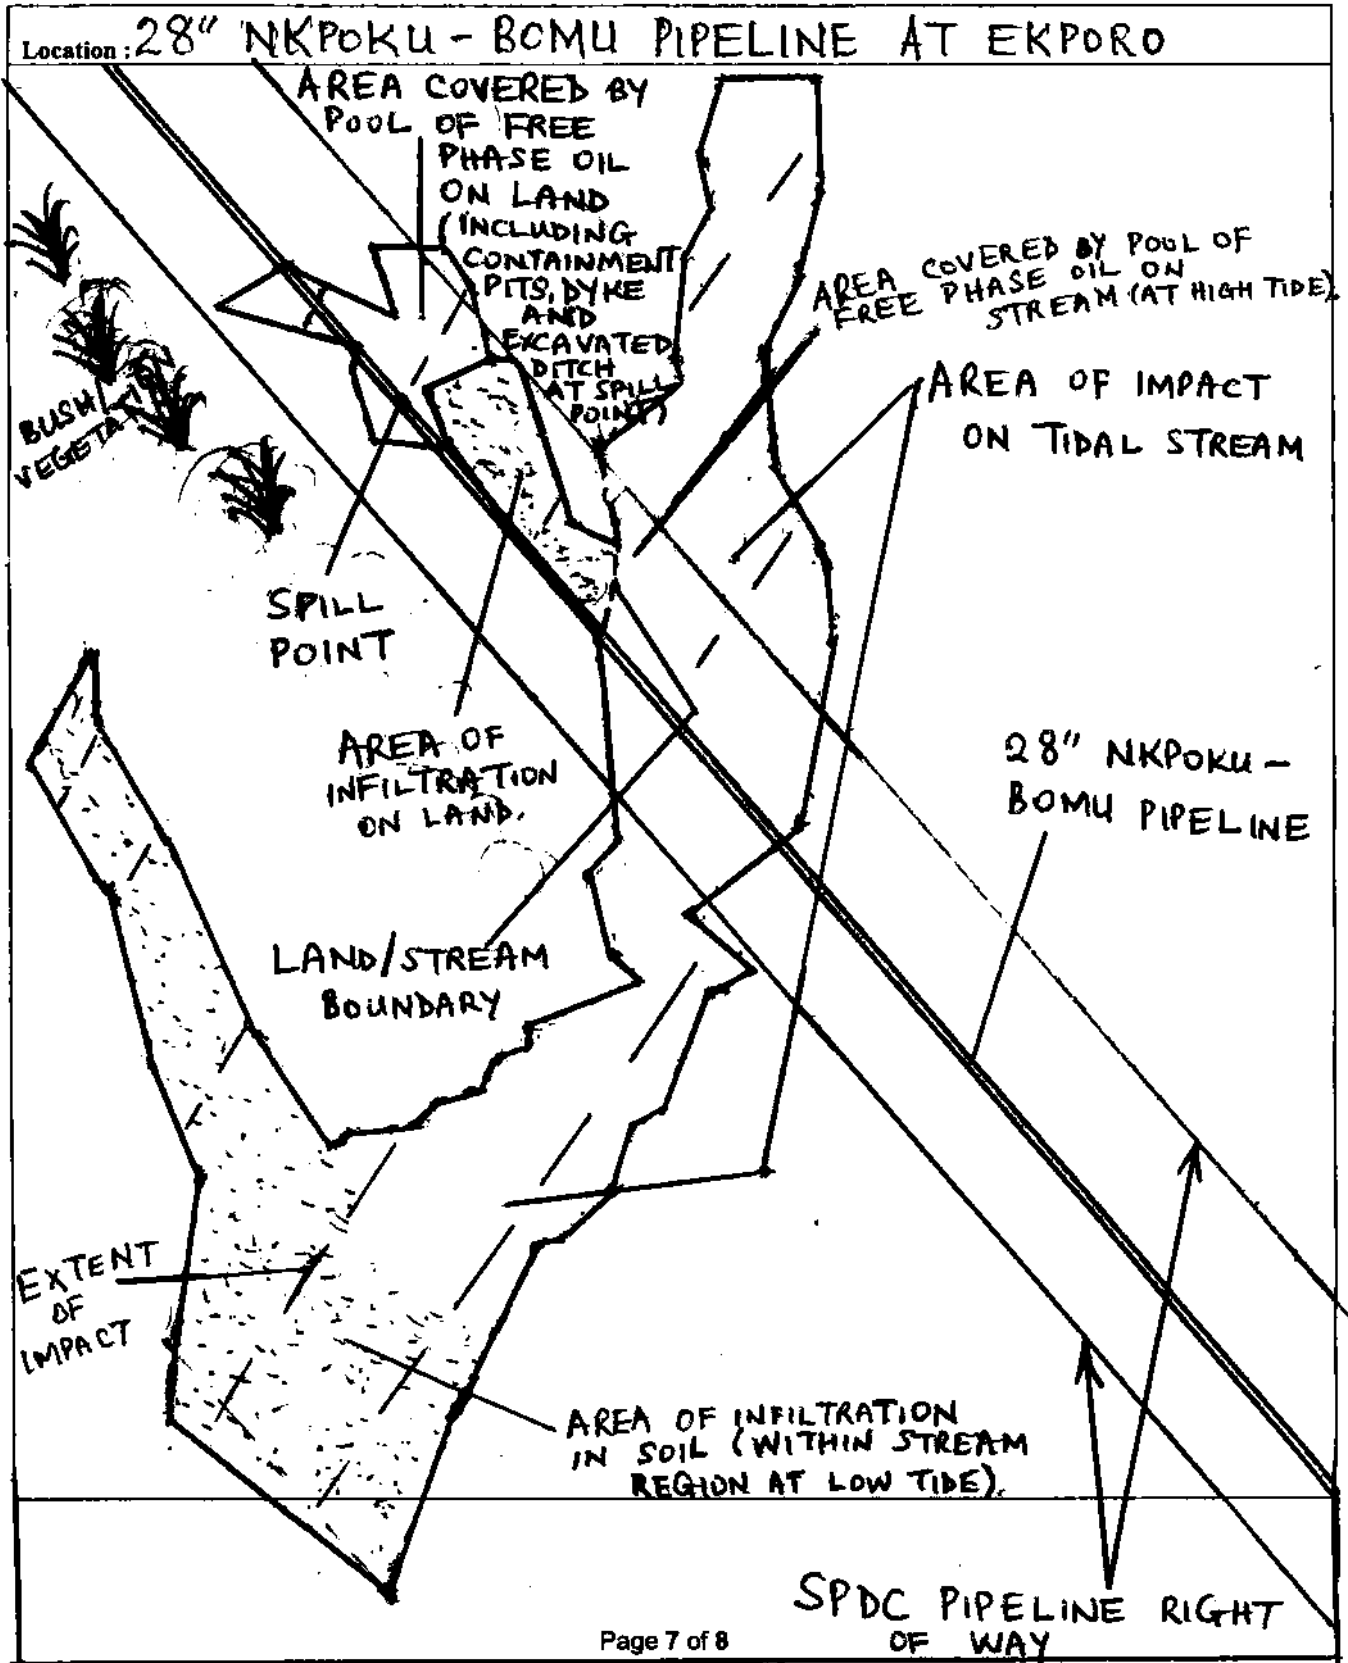 Location : 28" NKPOKU - BOMU PIPELINE AT EKPORO
AREA COVERED BY
POOL OF FREE
PHASE OIL
ON LAND
(INCLUDING
CONTAINMENT
PITS, DYKE
AND
EXCAVATED
DITCH
AT SPILL
POINT)
AREA COVERED BY POOL OF
FREE PHASE OIL ON
STREAM (AT HIGH TIDE).
AREA OF IMPACT
ON TIDAL STREAM
BUSH/
VEGETATION
SPILL
POINT
AREA OF
INFILTRATION
ON LAND.
28" NKPOKU -
BOMU PIPELINE
LAND/STREAM
BOUNDARY
EXTENT
OF
IMPACT
AREA OF INFILTRATION
IN SOIL (WITHIN STREAM
REGION AT LOW TIDE).
SPDC PIPELINE RIGHT
OF WAY
Page 7 of 8